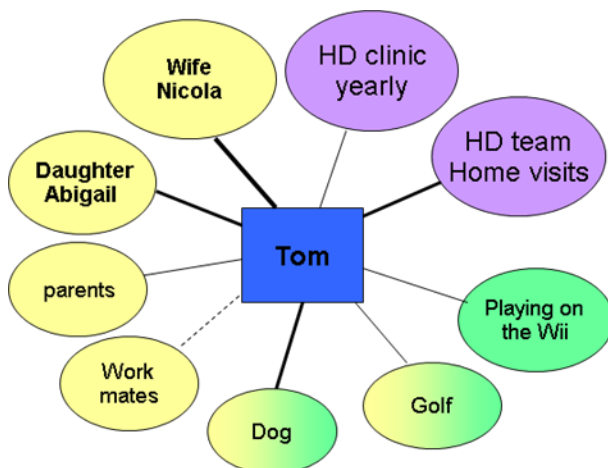 Wife
Nicola
HD clinic
yearly
HD team
Home visits
Daughter
Abigail
Tom
parents
Playing on
the Wii
Work
mates
Dog
Golf